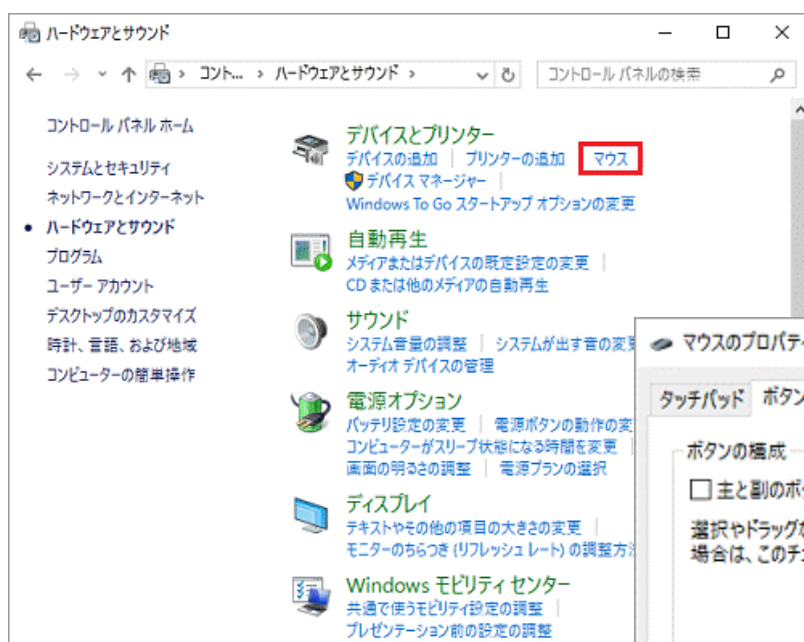 ハードウェアとサウンド
コント... › ハードウェアとサウンド ›
コントロール パネルの検索
コントロール パネル ホーム
システムとセキュリティ
ネットワークとインターネット
ハードウェアとサウンド
プログラム
ユーザー アカウント
デスクトップのカスタマイズ
時計、言語、および地域
コンピューターの簡単操作
デバイスとプリンター
デバイスの追加 プリンターの追加 マウス
デバイス マネージャー
Windows To Go スタートアップ オプションの変更
自動再生
メディアまたはデバイスの既定設定の変更
CD または他のメディアの自動再生
サウンド
システム音量の調整 システムが出す音の変更
オーディオ デバイスの管理
電源オプション
バッテリ設定の変更 電源ボタンの動作の変
コンピューターがスリープ状態になる時間を変更
画面の明るさの調整 電源プランの選択
ディスプレイ
テキストやその他の項目の大きさの変更
モニターのちらつき (リフレッシュ レート) の調整方
Windows モビリティ センター
共通で使うモビリティ設定の調整
プレゼンテーション前の設定の調整
マウスのプロパテ
タッチパッド ボタン
ボタンの構成
主と副のボ
選択やドラッグ
場合は、このチ